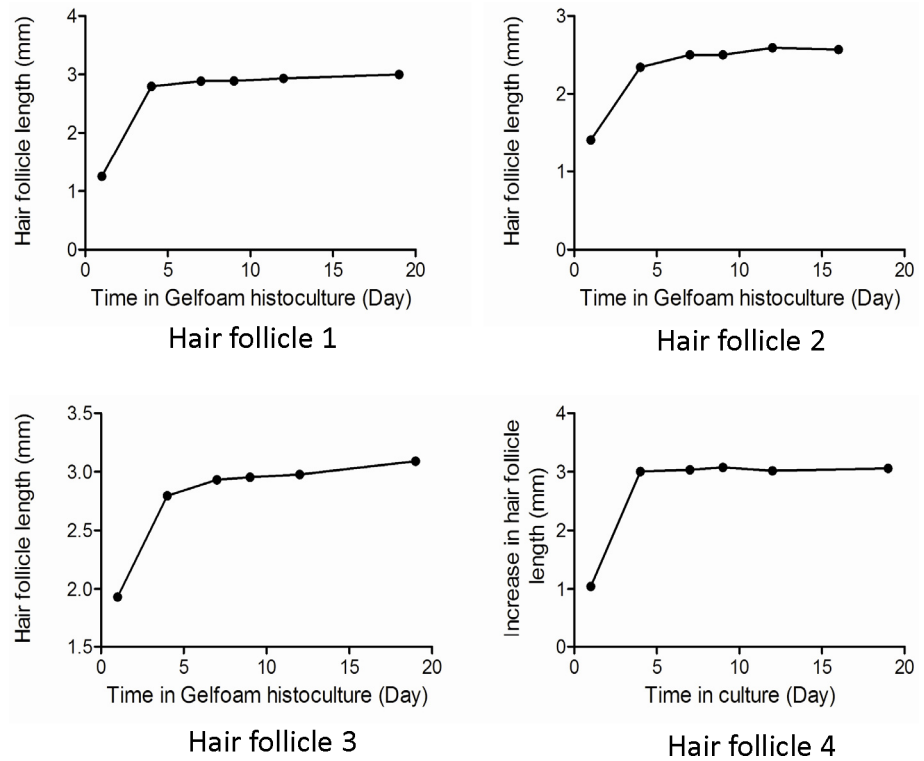 Hair follicle length (mm)
4
3
2
1
0
0 5 10 15 20
Time in Gelfoam histoculture (Day)
Hair follicle 1
Hair follicle length (mm)
3
2
1
0
0 5 10 15 20
Time in Gelfoam histoculture (Day)
Hair follicle 2
Hair follicle length (mm)
3.5
3.0
2.5
2.0
1.5
0 5 10 15 20
Time in Gelfoam histoculture (Day)
Hair follicle 3
Increase in hair follicle
length (mm)
4
3
2
1
0
0 5 10 15 20
Time in culture (Day)
Hair follicle 4